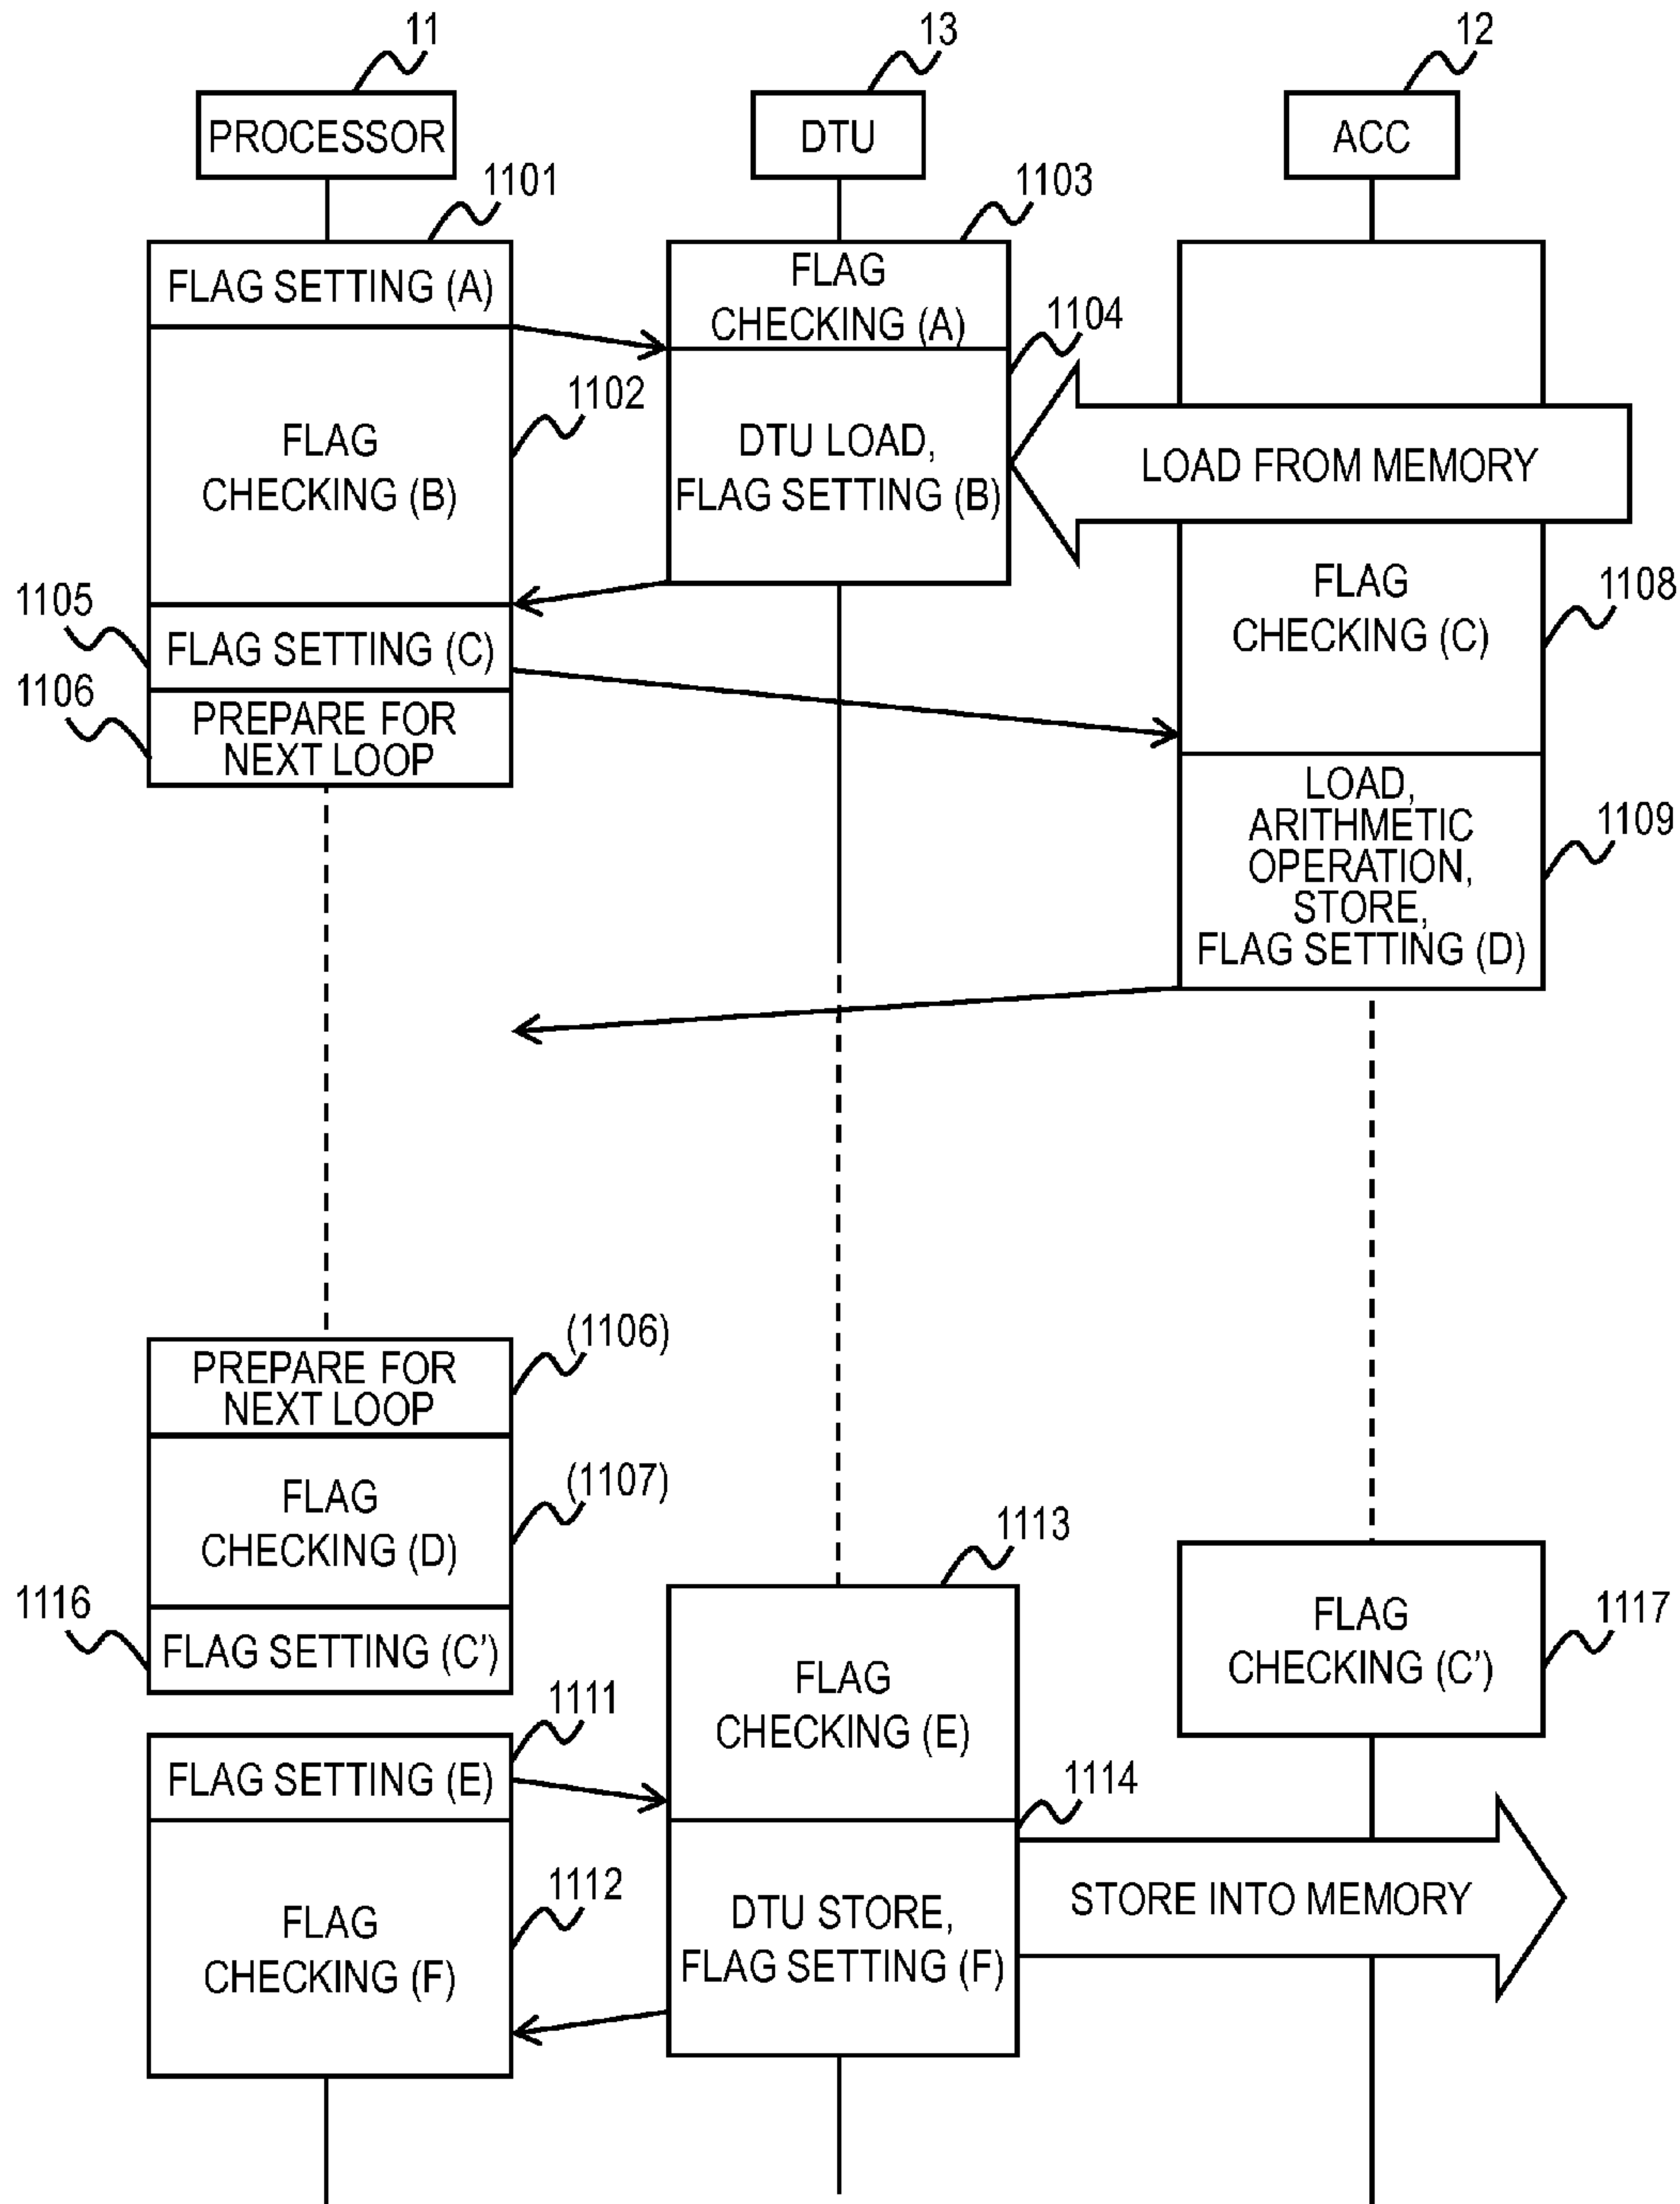 11
13
12
PROCESSOR
DTU
ACC
1101
1103
FLAG SETTING (A)
FLAG
CHECKING (A)
1104
1102
FLAG
CHECKING (B)
DTU LOAD,
FLAG SETTING (B)
LOAD FROM MEMORY
1105
FLAG SETTING (C)
FLAG
CHECKING (C)
1108
1106
PREPARE FOR
NEXT LOOP
LOAD,
ARITHMETIC
OPERATION,
STORE,
FLAG SETTING (D)
1109
(1106)
PREPARE FOR
NEXT LOOP
(1107)
FLAG
CHECKING (D)
1113
1116
FLAG SETTING (C')
FLAG
CHECKING (C')
1117
FLAG
CHECKING (E)
1111
FLAG SETTING (E)
1114
1112
FLAG
CHECKING (F)
DTU STORE,
FLAG SETTING (F)
STORE INTO MEMORY